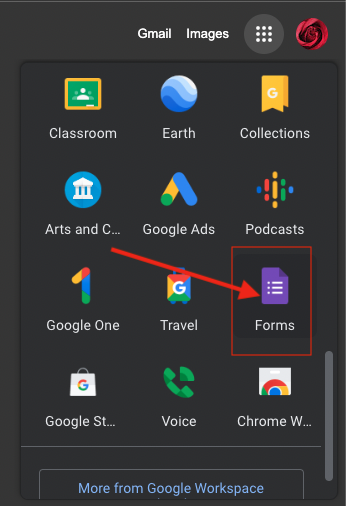 Gmail Images
Classroom Earth Collections
Arts and C... Google Ads Podcasts
Google One Travel Forms
Google St... Voice Chrome W...
More from Google Workspace